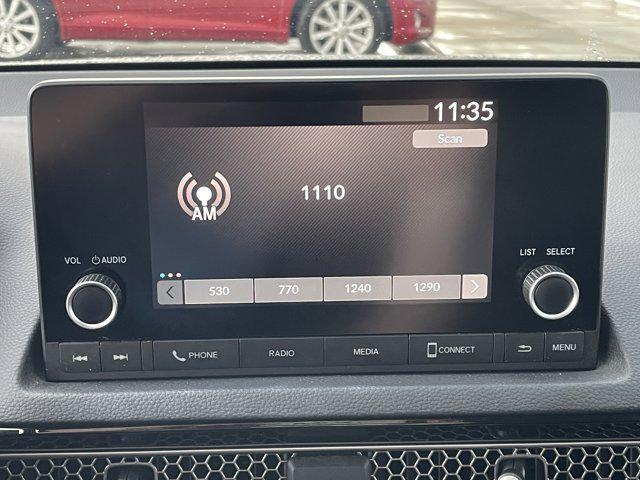 11:35
Scan
AM
1110
530 770 1240 1290
VOL AUDIO
LIST SELECT
PHONE RADIO MEDIA CONNECT MENU